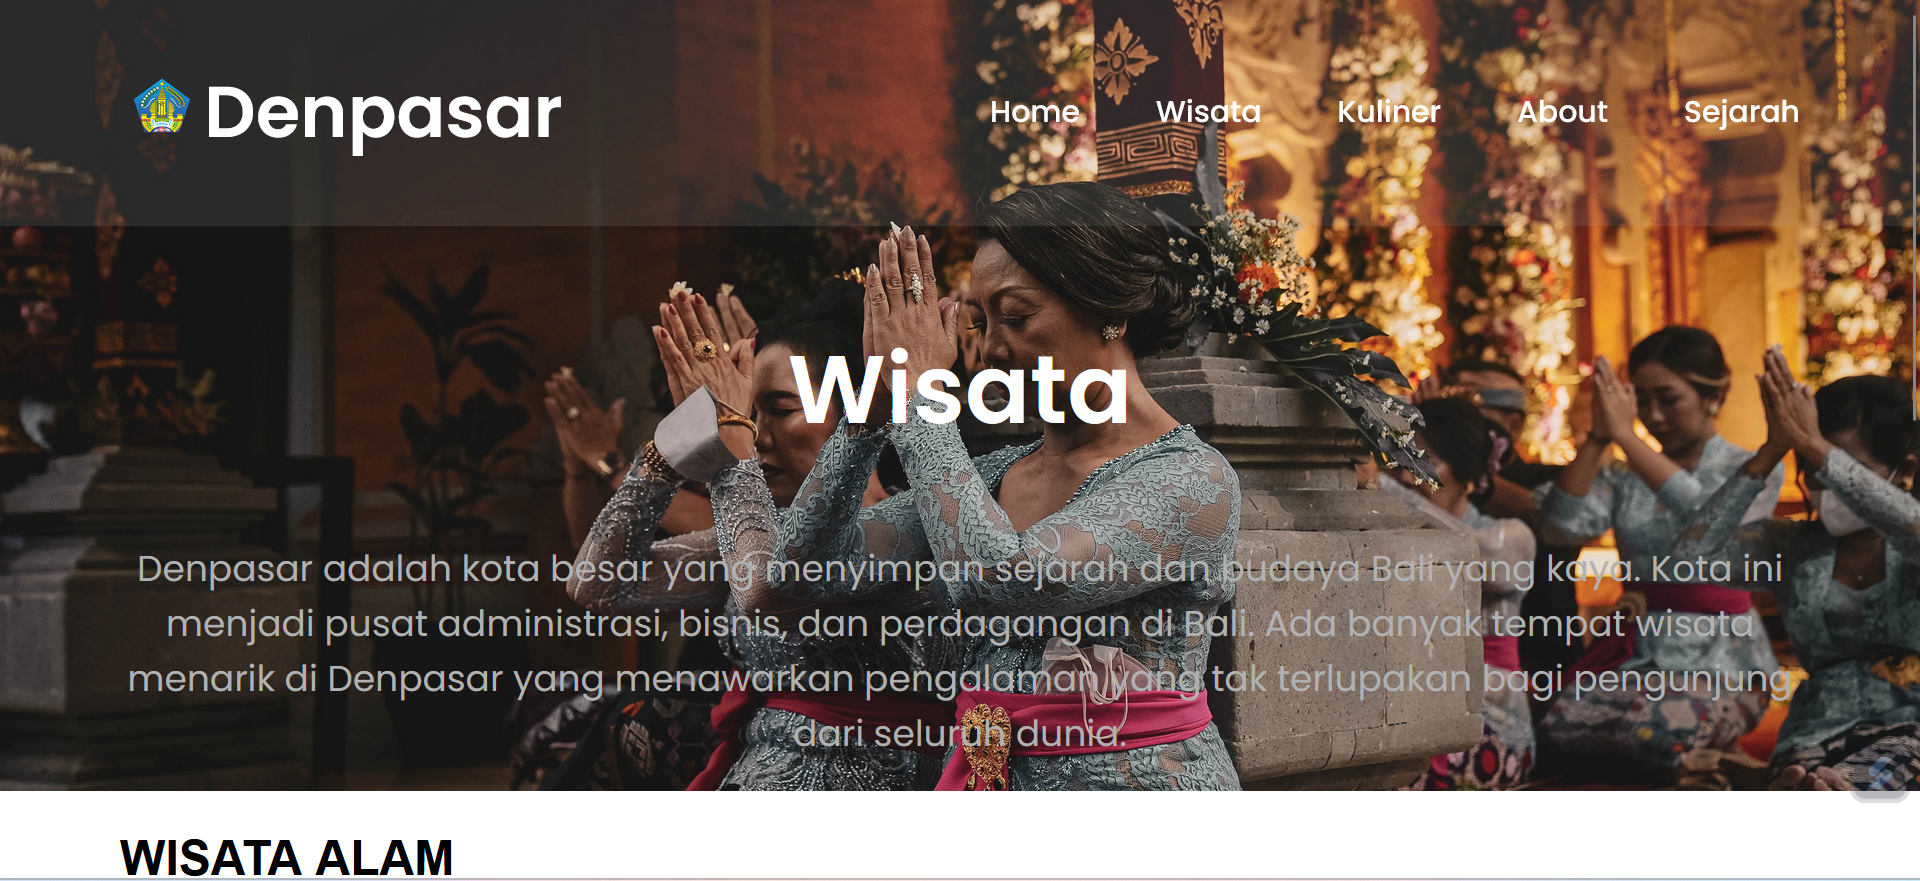 Denpasar
Home Wisata Kuliner About Sejarah
Wisata
Denpasar adalah kota besar yang menyimpan sejarah dan budaya Bali yang kaya. Kota ini
menjadi pusat administrasi, bisnis, dan perdagangan di Bali. Ada banyak tempat wisata
menarik di Denpasar yang menawarkan pengalaman yang tak terlupakan bagi pengunjung
dari seluruh dunia.
WISATA ALAM